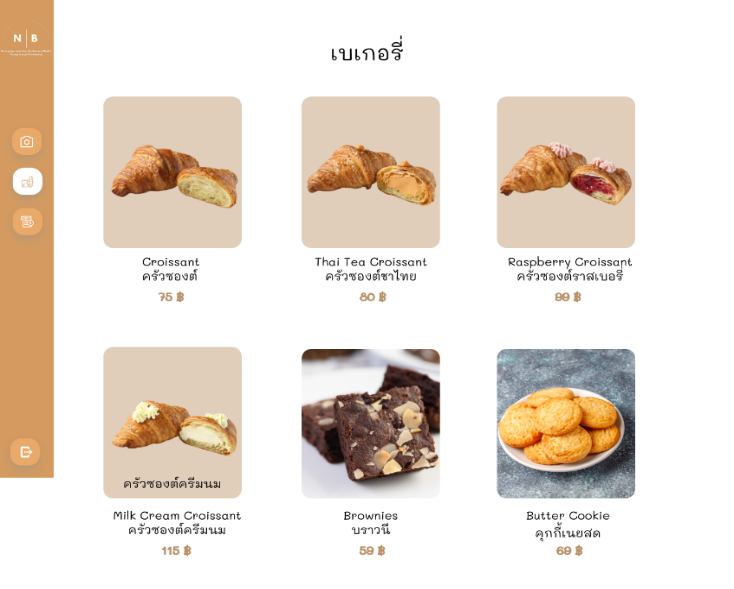 N | B
เบเกอรี่
Croissant
ครัวซองต์
75 ฿
Thai Tea Croissant
ครัวซองต์ชาไทย
80 ฿
Raspberry Croissant
ครัวซองต์ราสเบอรี่
99 ฿
ครัวซองต์ครีมนม
Milk Cream Croissant
ครัวซองต์ครีมนม
115 ฿
Brownies
บราวนี่
59 ฿
Butter Cookie
คุกกี้เนยสด
69 ฿